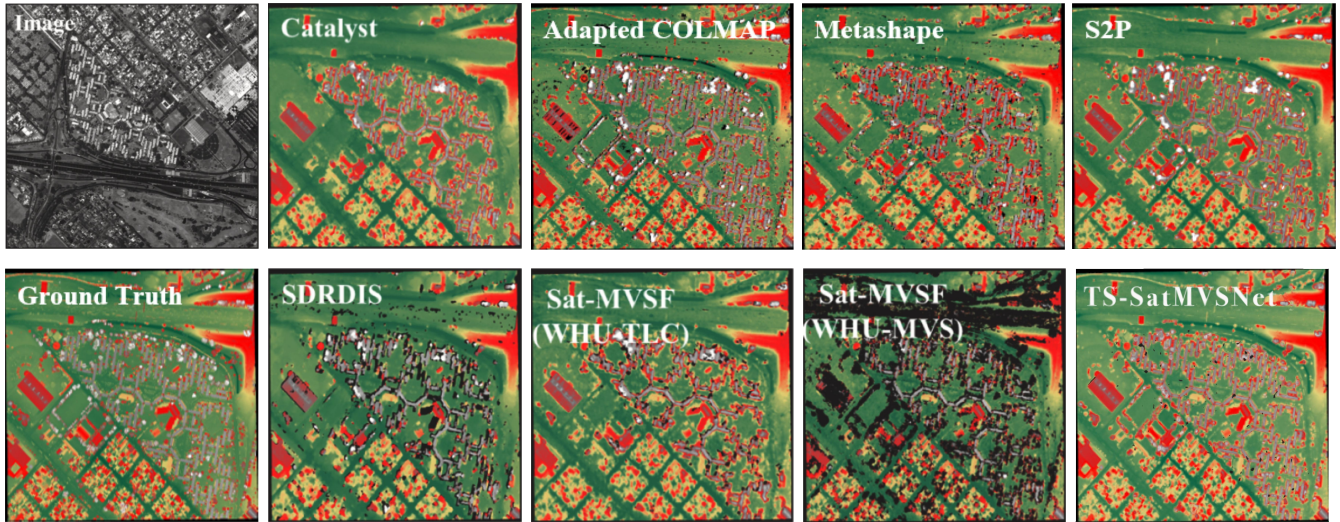 Image
Catalyst
Adapted COLMAP
Metashape
S2P
Ground Truth
SDRDIS
Sat-MVSF
(WHU-TLC)
Sat-MVSF
(WHU-MVS)
TS-SatMVSNet